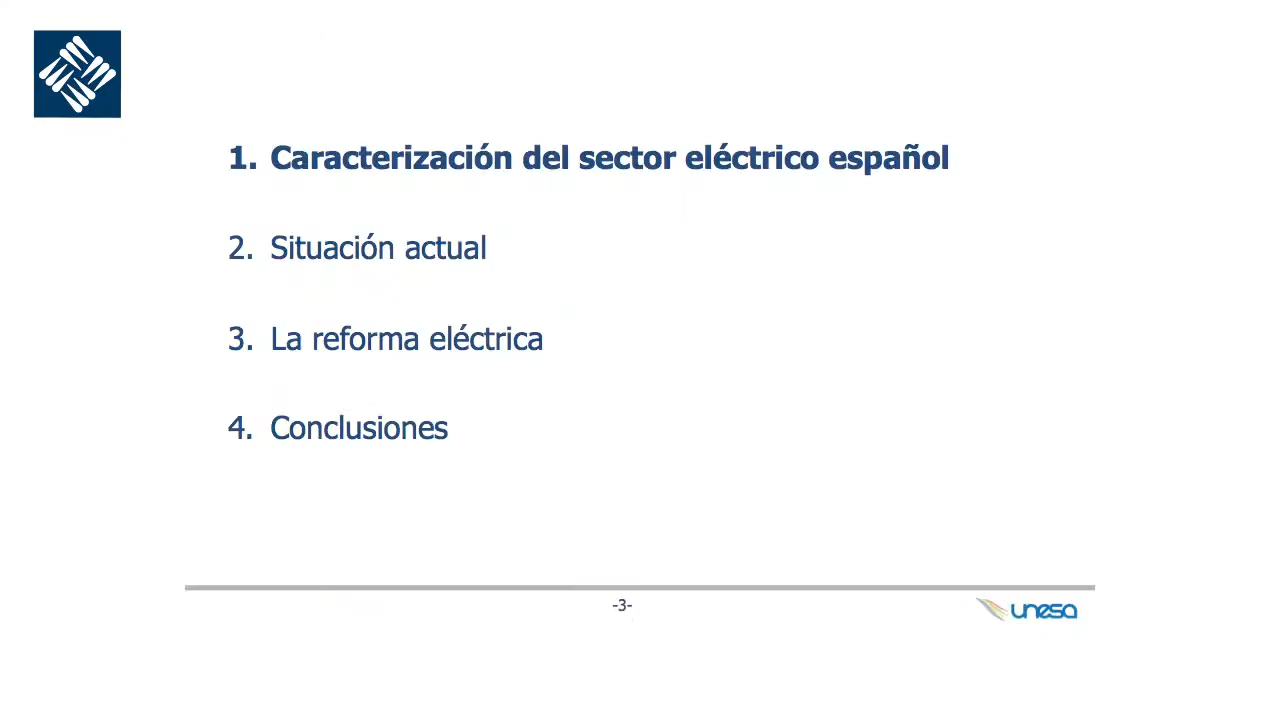 1. Caracterización del sector eléctrico español
2. Situación actual
3. La reforma eléctrica
4. Conclusiones
-3-
unesa